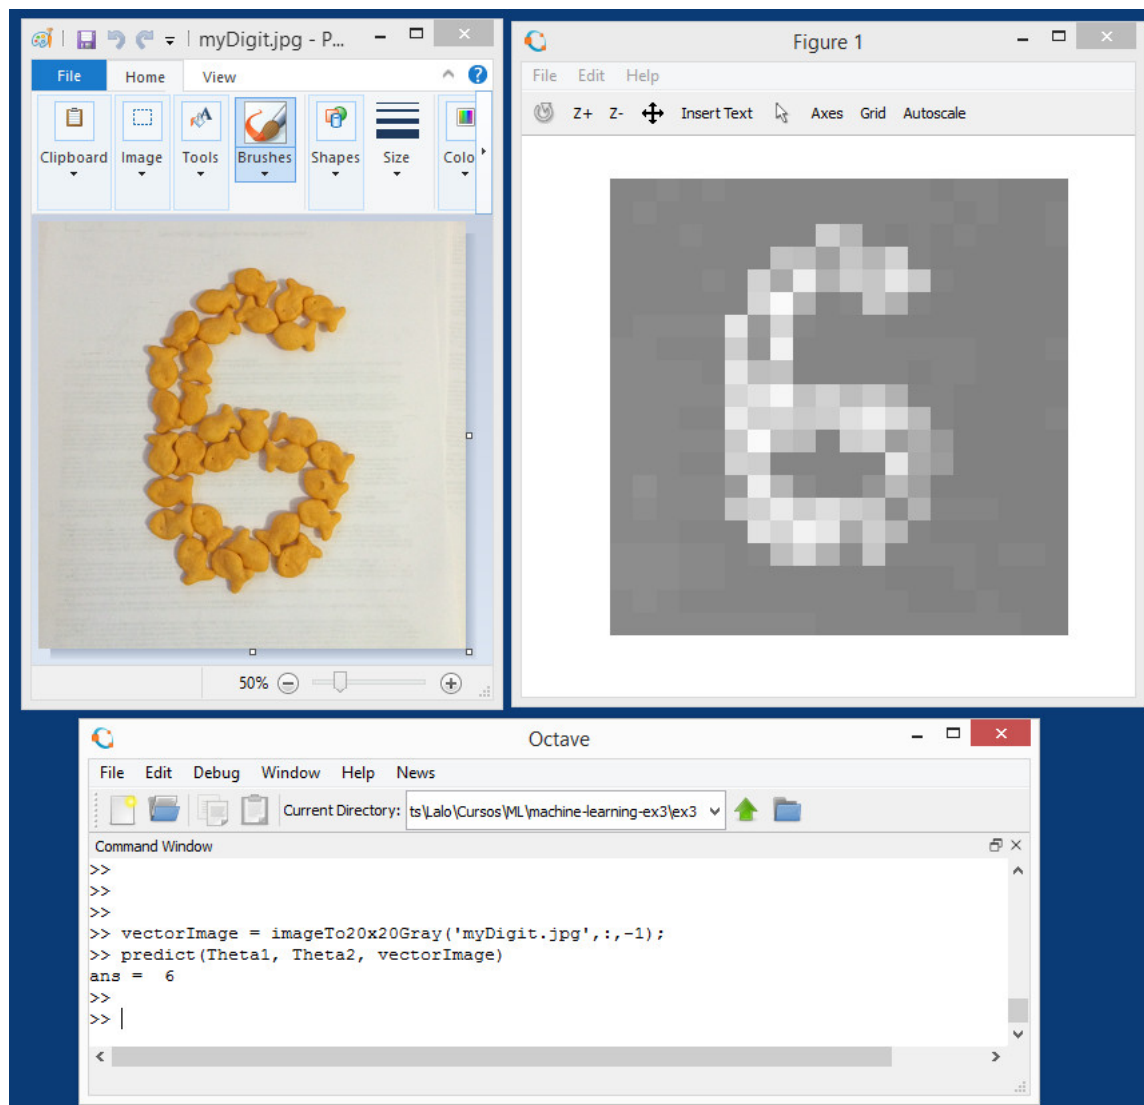 myDigit.jpg - P...
File Home View
Clipboard Image Tools Brushes Shapes Size Colo
50%
Figure 1
File Edit Help
Z+ Z- Insert Text Axes Grid Autoscale
6
Octave
File Edit Debug Window Help News
Current Directory: ts\Lalo\Cursos\ML\machine-learning-ex3\ex3
Command Window
>>
>>
>>
>> vectorImage = imageTo20x20Gray('myDigit.jpg',:,-1);
>> predict(Theta1, Theta2, vectorImage)
ans = 6
>>
>>